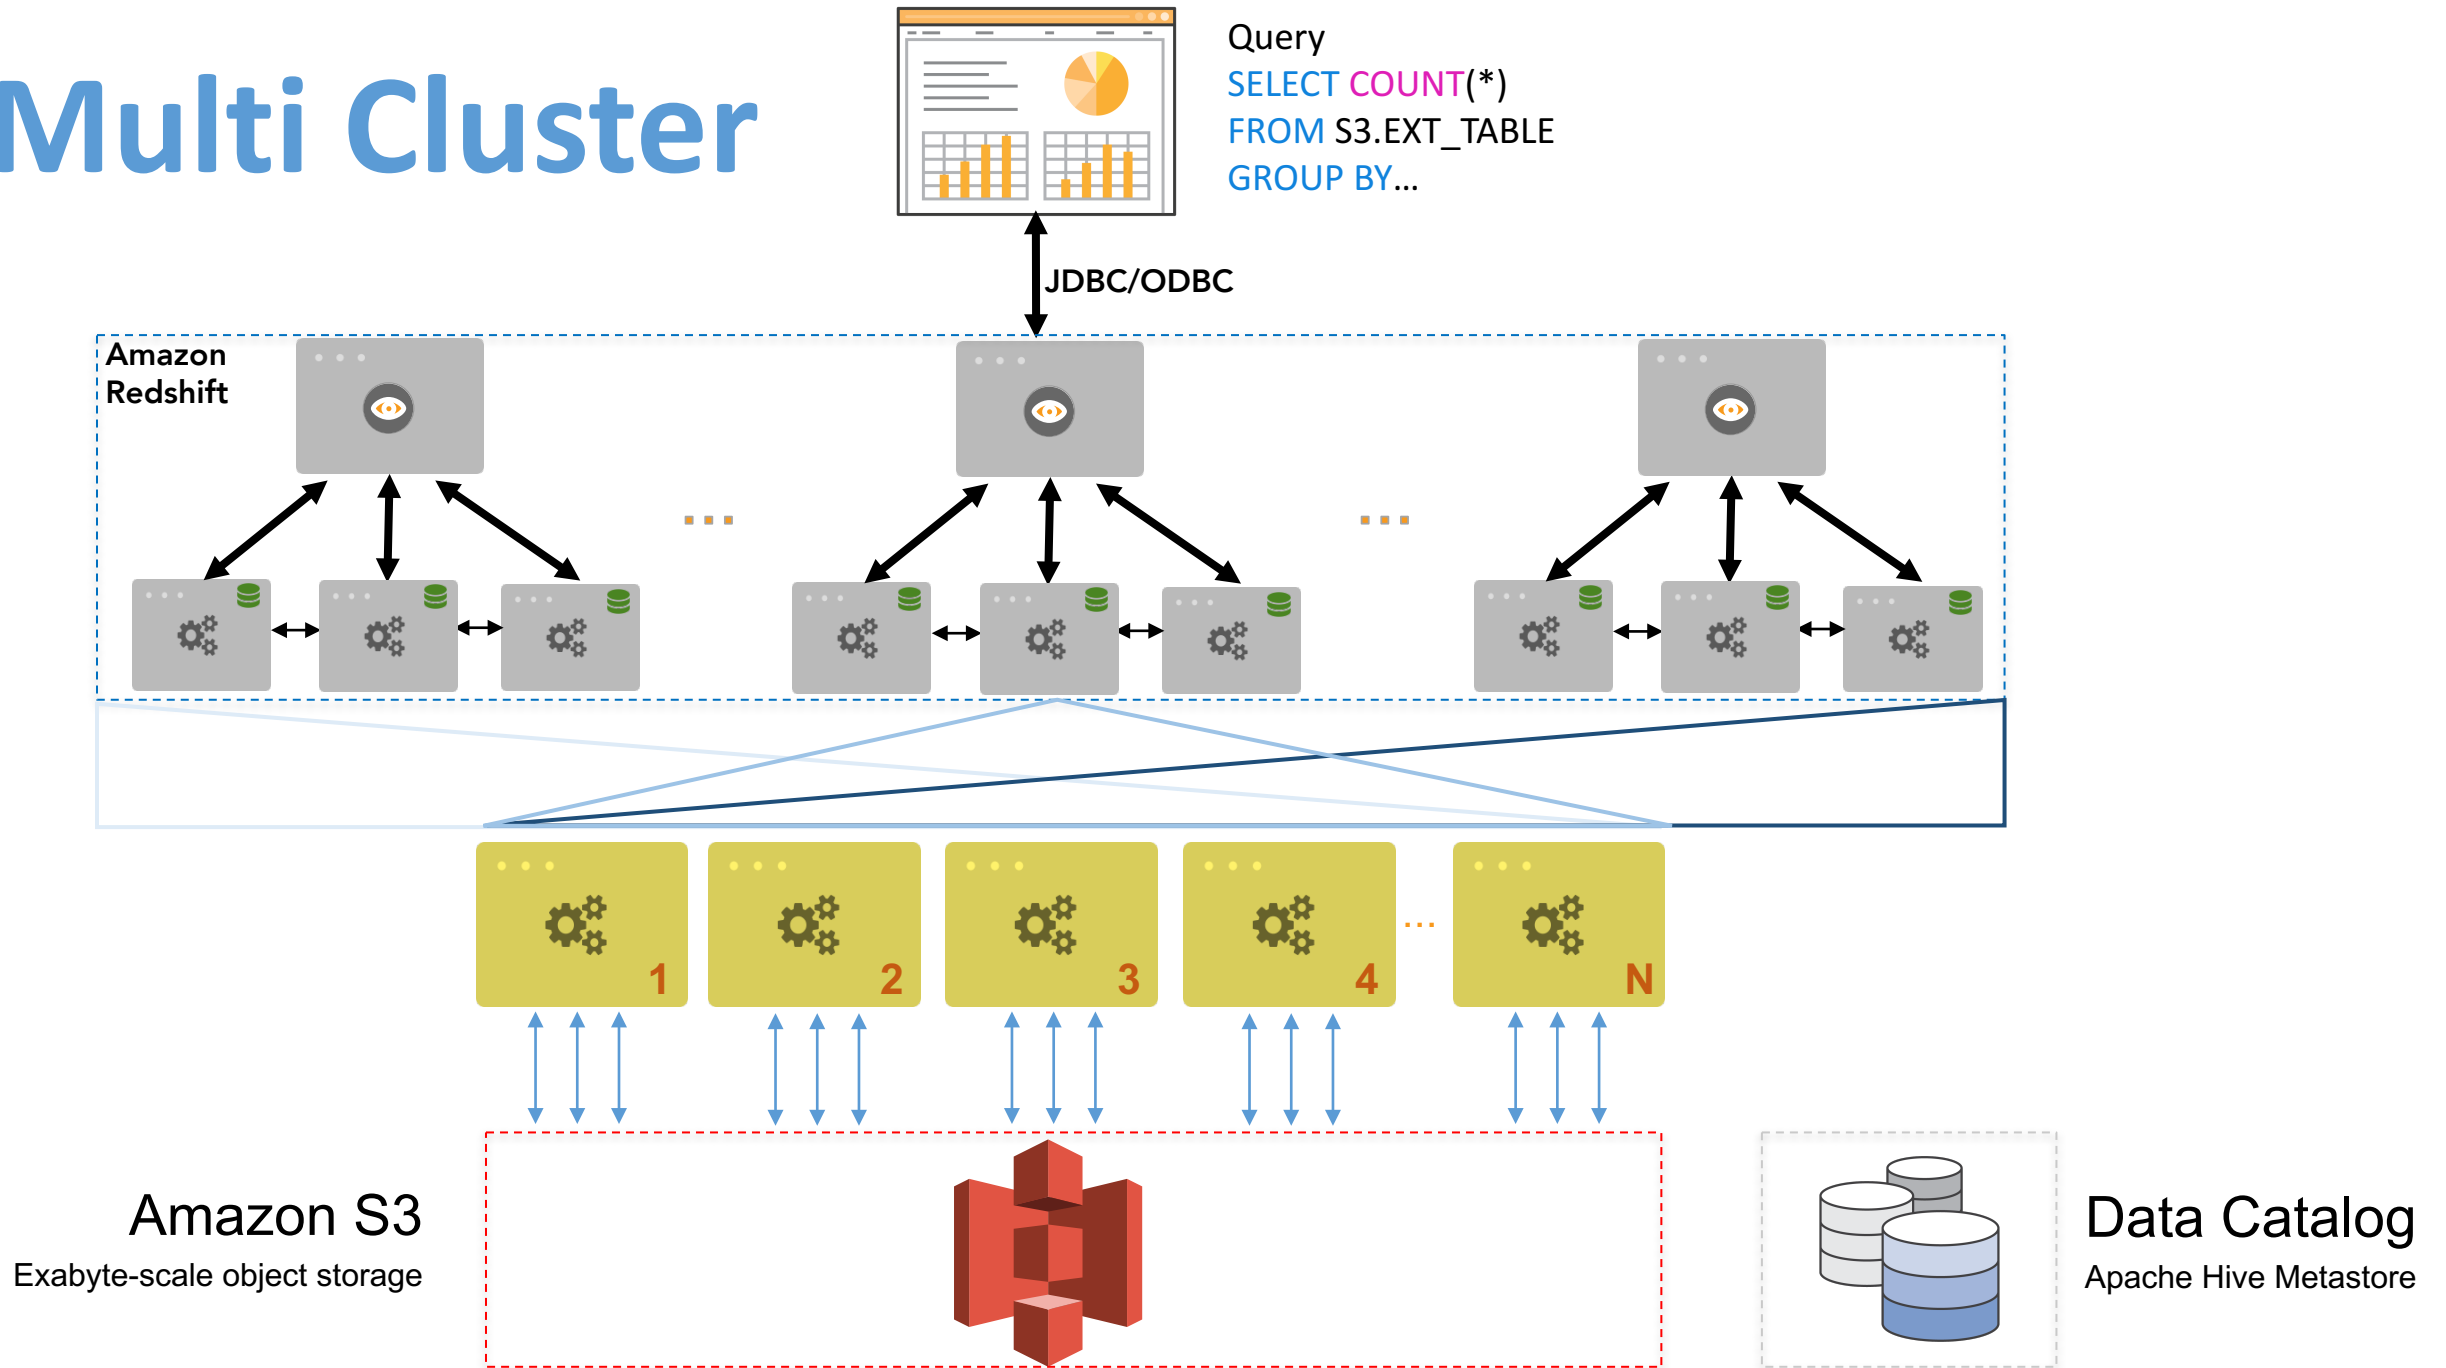 Multi Cluster
Query
SELECT COUNT(*)
FROM S3.EXT_TABLE
GROUP BY...
JDBC/ODBC
Amazon
Redshift
...
...
1
2
3
4
...
N
Amazon S3
Exabyte-scale object storage
Data Catalog
Apache Hive Metastore